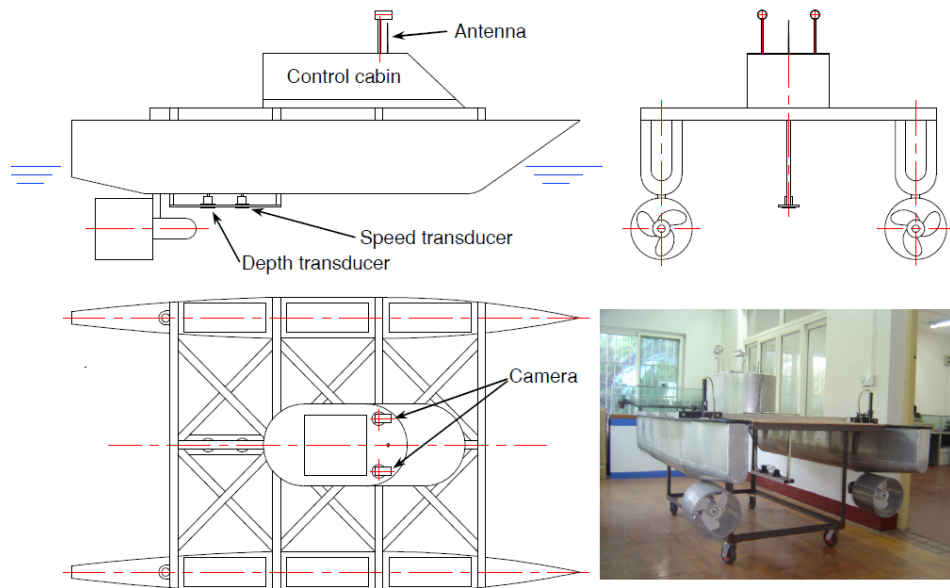 Antenna
Control cabin
Speed transducer
Depth transducer
Camera